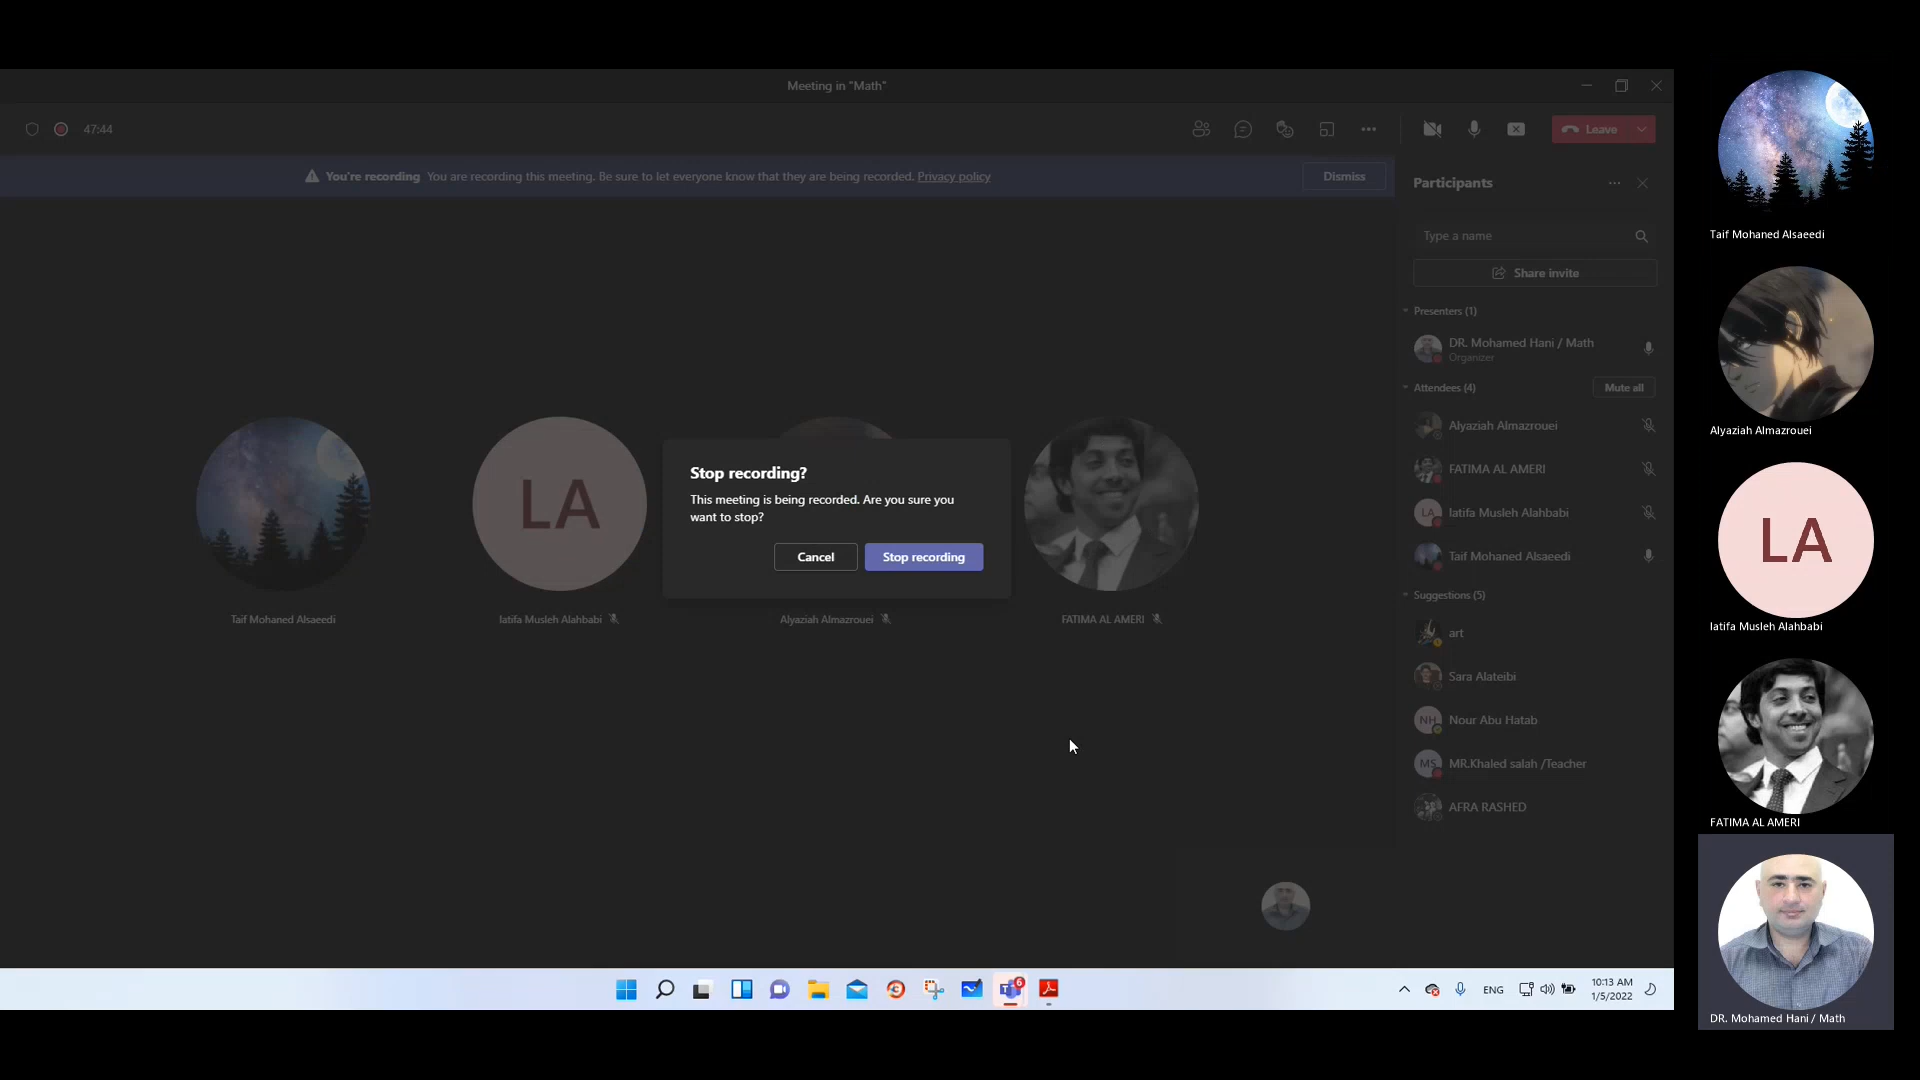 Meeting in "Math"
47:44
Leave
You're recording You are recording this meeting. Be sure to let everyone know that they are being recorded. Privacy policy
Dismiss
Participants
Type a name
Share invite
Presenters (1)
DR. Mohamed Hani / Math
Organizer
Attendees (4)
Mute all
Alyaziah Almazrouei
FATIMA AL AMERI
LA
latifa Musleh Alahbabi
Taif Mohaned Alsaeedi
Suggestions (5)
art
Sara Alateibi
NH
Nour Abu Hatab
MS
MR.Khaled salah /Teacher
AFRA RASHED
LA
Taif Mohaned Alsaeedi
latifa Musleh Alahbabi
Alyaziah Almazrouei
FATIMA AL AMERI
Stop recording?
This meeting is being recorded. Are you sure you
want to stop?
Cancel
Stop recording
6
ENG
10:13 AM
1/5/2022
Taif Mohaned Alsaeedi
Alyaziah Almazrouei
LA
latifa Musleh Alahbabi
FATIMA AL AMERI
DR. Mohamed Hani / Math